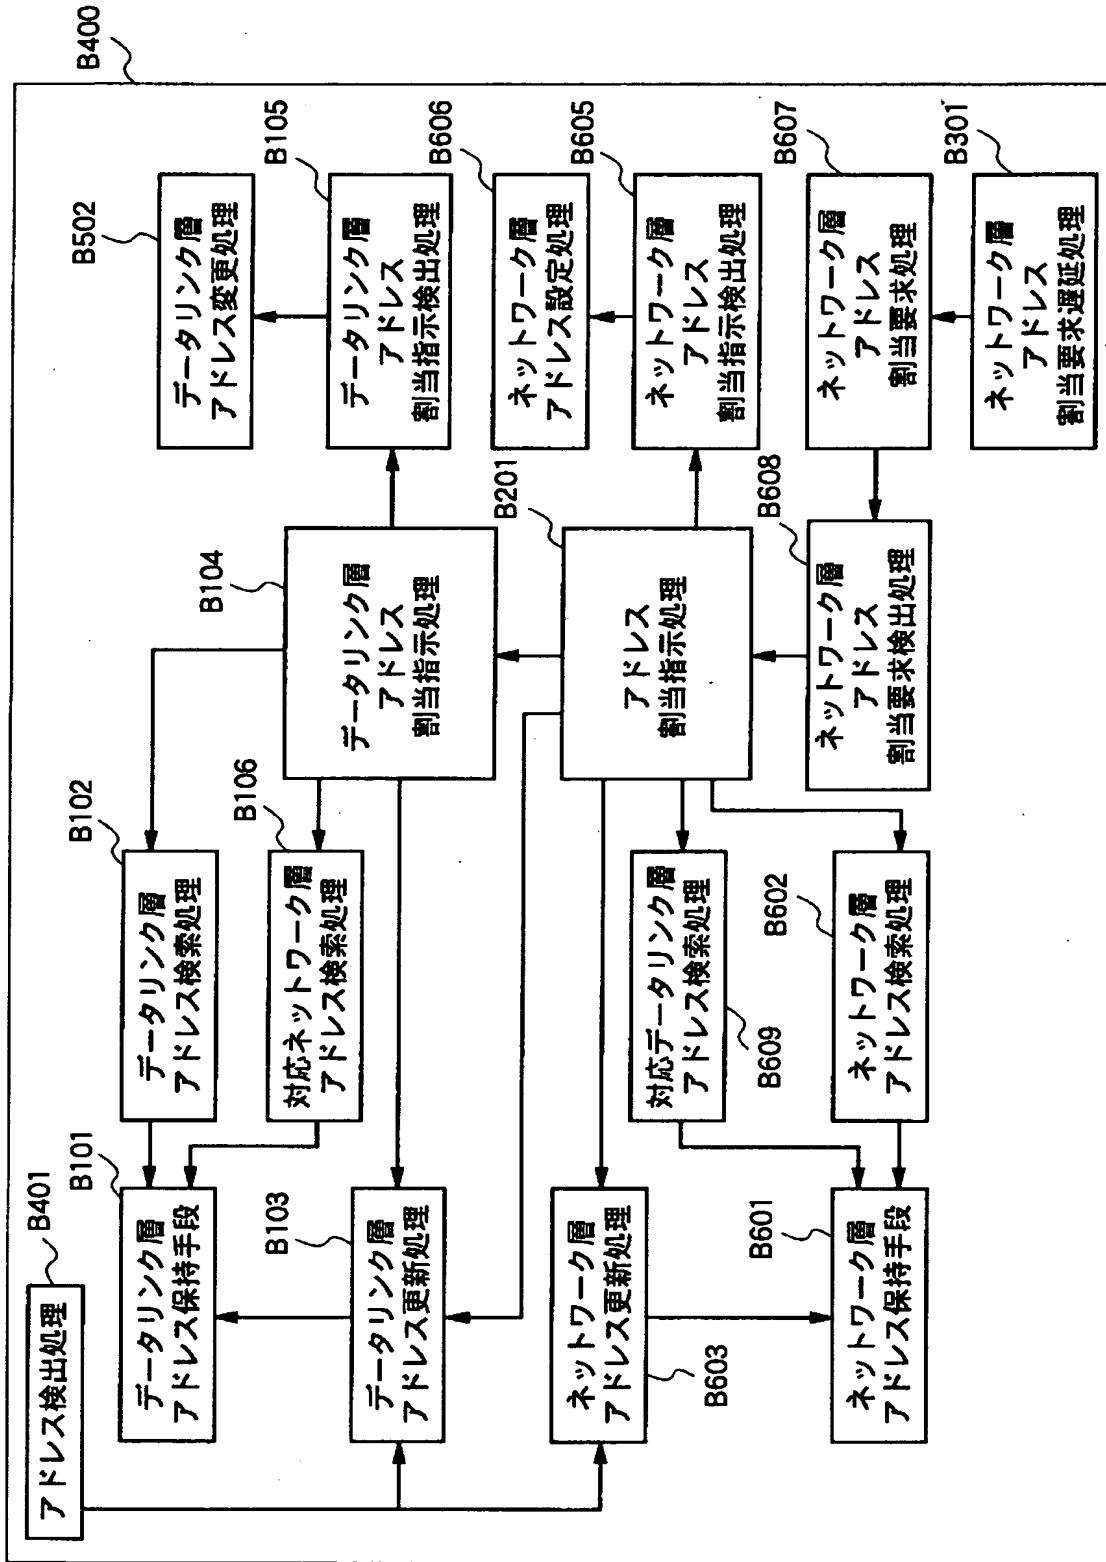 B400
アドレス検出処理
B401
データリンク層
アドレス保持手段
B101
データリンク層
アドレス検索処理
B102
対応ネットワーク層
アドレス検索処理
B106
データリンク層
アドレス更新処理
B103
データリンク層
アドレス
割当指示処理
B104
データリンク層
アドレス変更処理
B502
データリンク層
アドレス
割当指示検出処理
B105
ネットワーク層
アドレス設定処理
B606
ネットワーク層
アドレス
割当指示検出処理
B605
アドレス
割当指示処理
B201
ネットワーク層
アドレス更新処理
B603
対応データリンク層
アドレス検索処理
B609
ネットワーク層
アドレス検索処理
B602
ネットワーク層
アドレス保持手段
B601
ネットワーク層
アドレス
割当要求検出処理
B608
ネットワーク層
アドレス
割当要求処理
B607
ネットワーク層
アドレス
割当要求遅延処理
B301